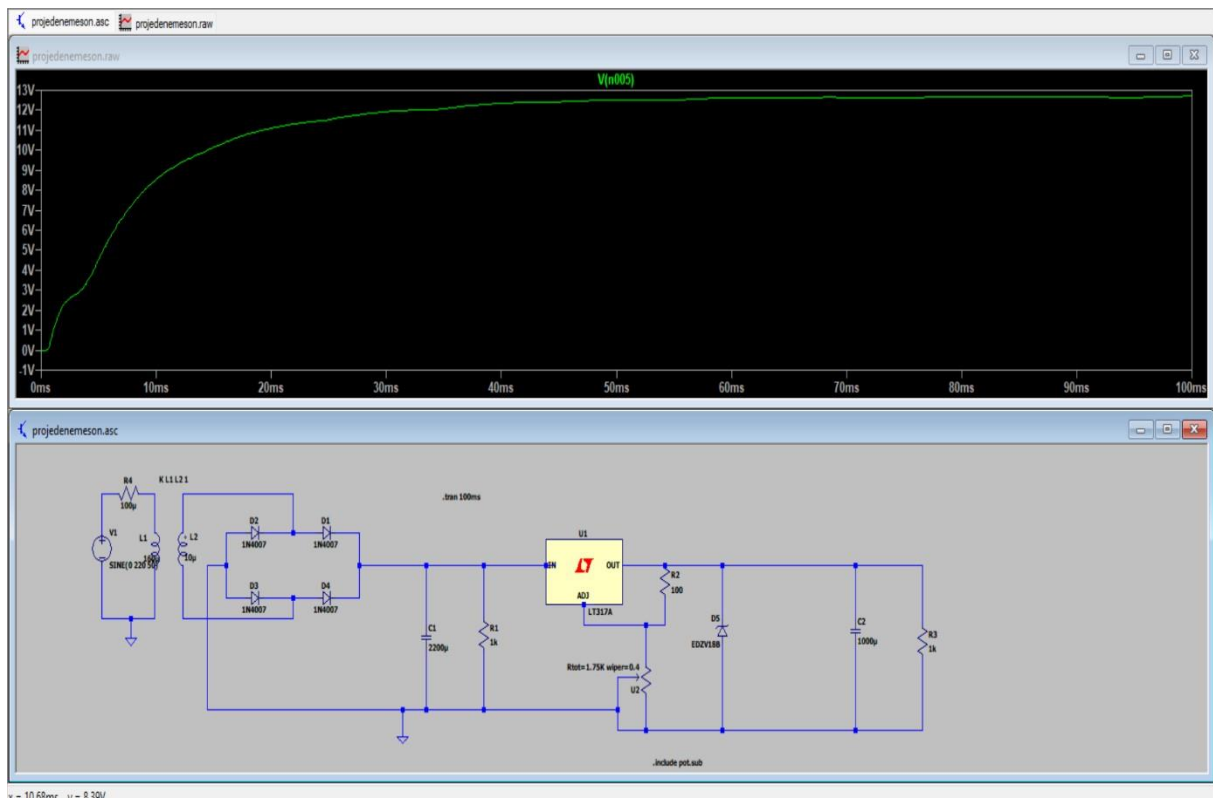 projedenemeson.asc projedenemeson.raw
projedenemeson.raw
V(n005)
13V
12V
11V
10V
9V
8V
7V
6V
5V
4V
3V
2V
1V
0V
-1V
0ms 10ms 20ms 30ms 40ms 50ms 60ms 70ms 80ms 90ms 100ms
projedenemeson.asc
R4
100µ
K L1 L2 1
.tran 100ms
V1
SINE(0 220 50)
L1
L2
10µ
D2
1N4007
D1
1N4007
D3
1N4007
D4
1N4007
C1
2200µ
R1
1k
U1
OUT
ADJ
LT317A
R2
100
Rtot=1.75K wiper=0.4
U2
D5
EDZV18B
C2
1000µ
R3
1k
.include pot.sub
x = 10.68ms y = 8.39V